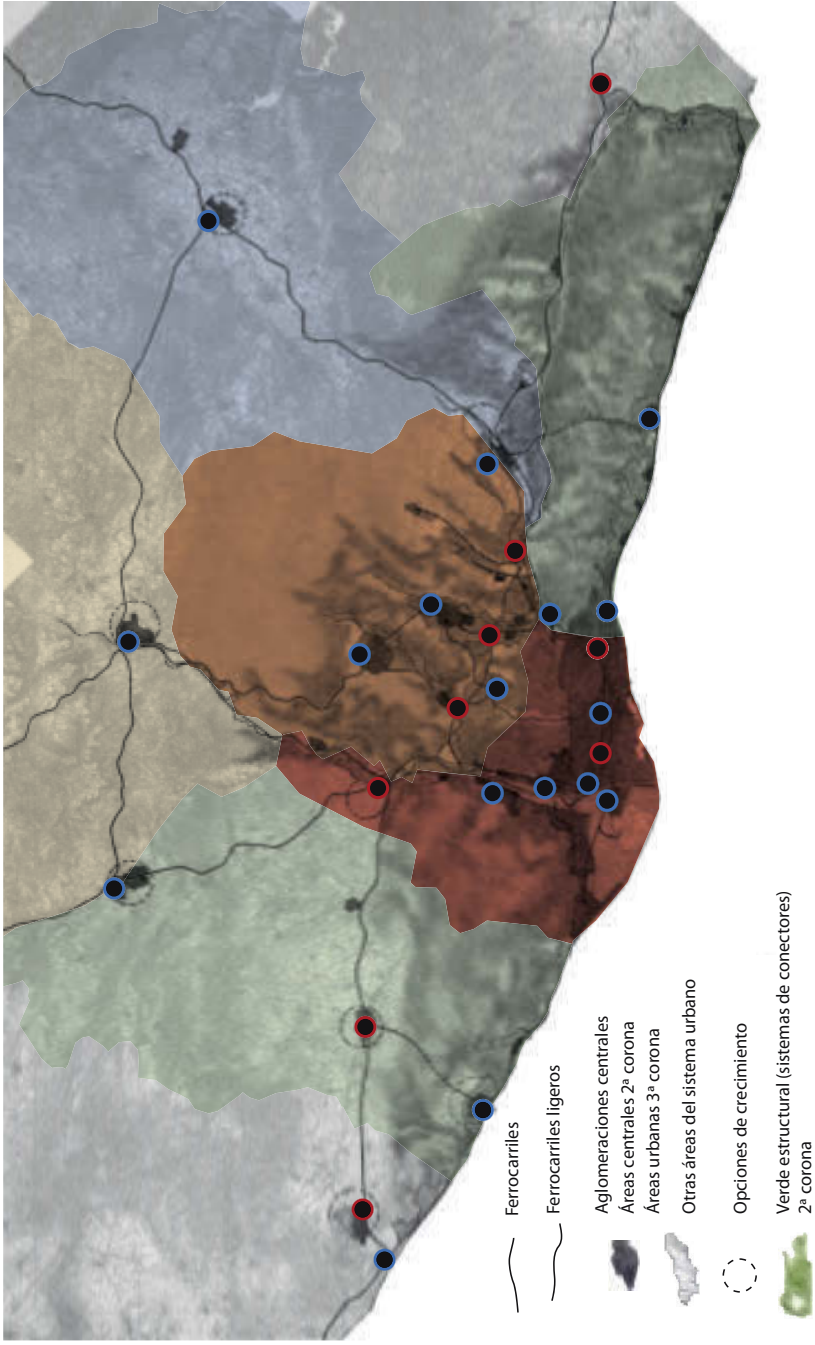 Ferrocarriles
Ferrocarriles ligeros
Aglomeraciones centrales
Áreas centrales 2ª corona
Áreas urbanas 3ª corona
Otras áreas del sistema urbano
Opciones de crecimiento
Verde estructural (sistemas de conectores)
2ª corona